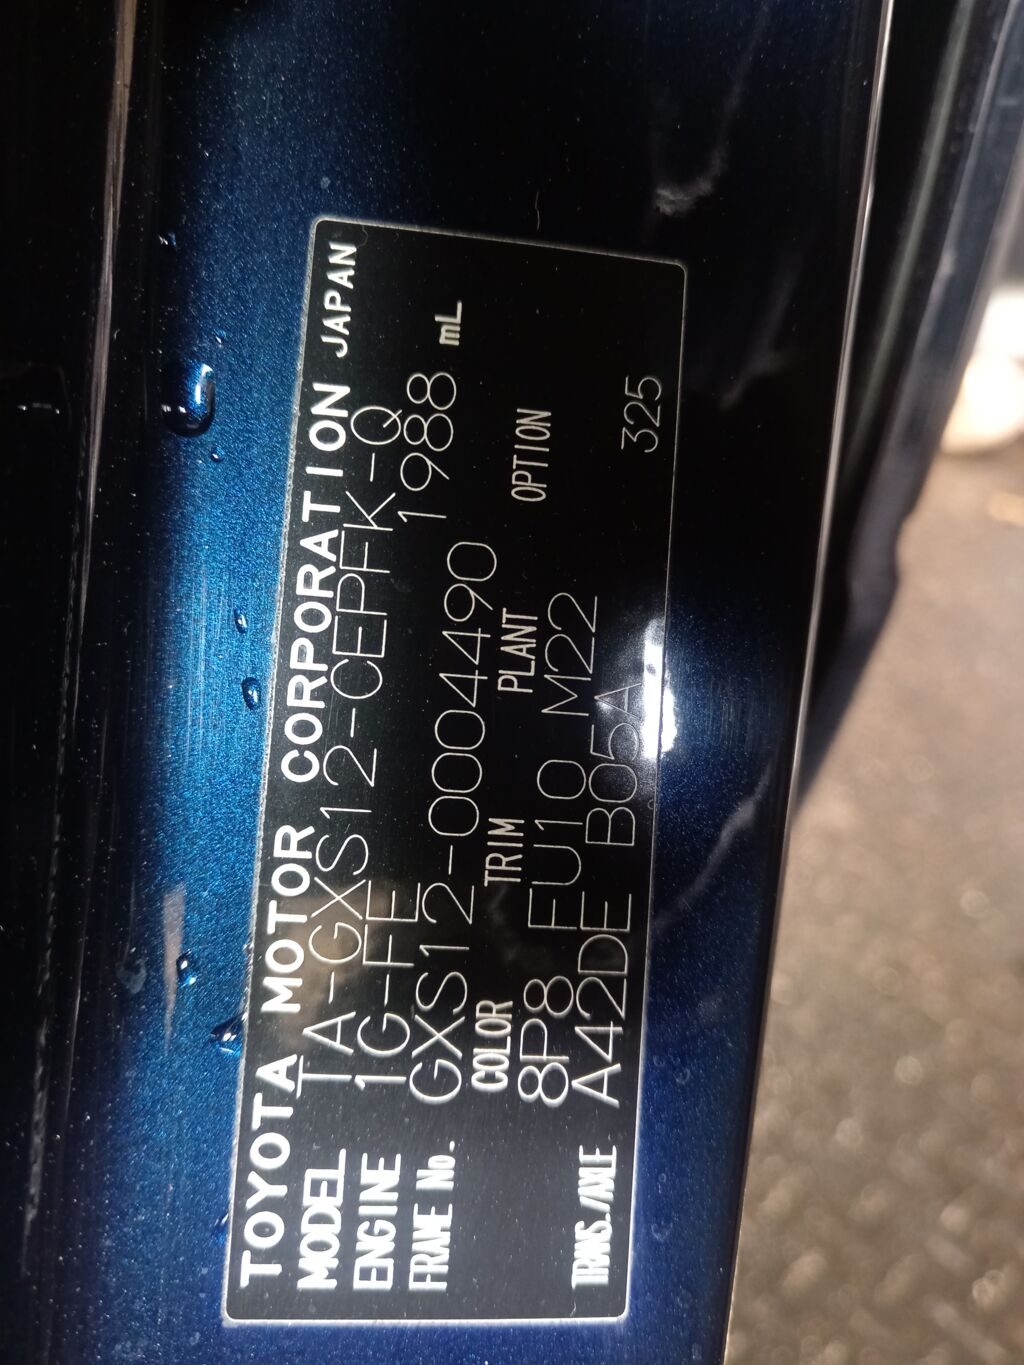 TOYOTA MOTOR CORPORATION JAPAN
MODEL TA-GXS12-CEPFK-Q
ENGINE 1G-FE 1988 mL
FRAME No. GXS12-0004490
COLOR TRIM PLANT OPTION
8P8 FU10 M22
TRANS./AXLE A42DE B05A 325